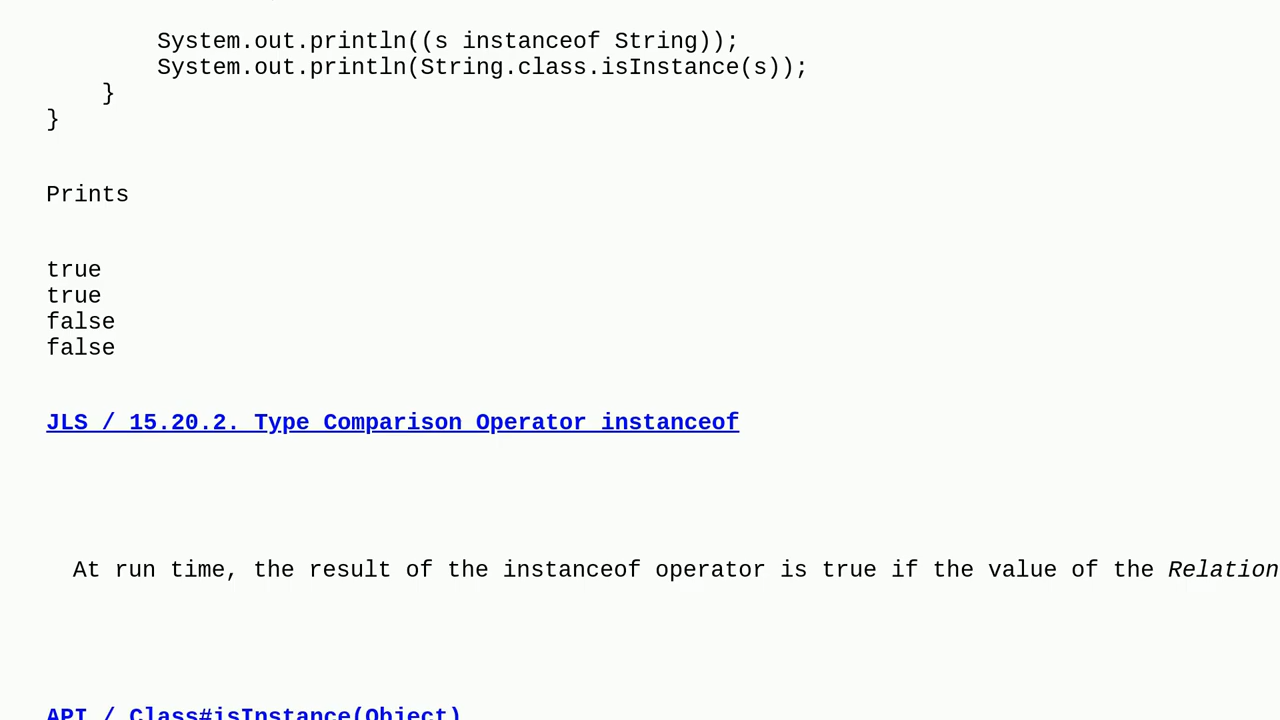 System.out.println((s instanceof String));
System.out.println(String.class.isInstance(s));
}
}
Prints
true
true
false
false
JLS / 15.20.2. Type Comparison Operator instanceof
At run time, the result of the instanceof operator is true if the value of the Relation
API / Class#isInstance(Object)